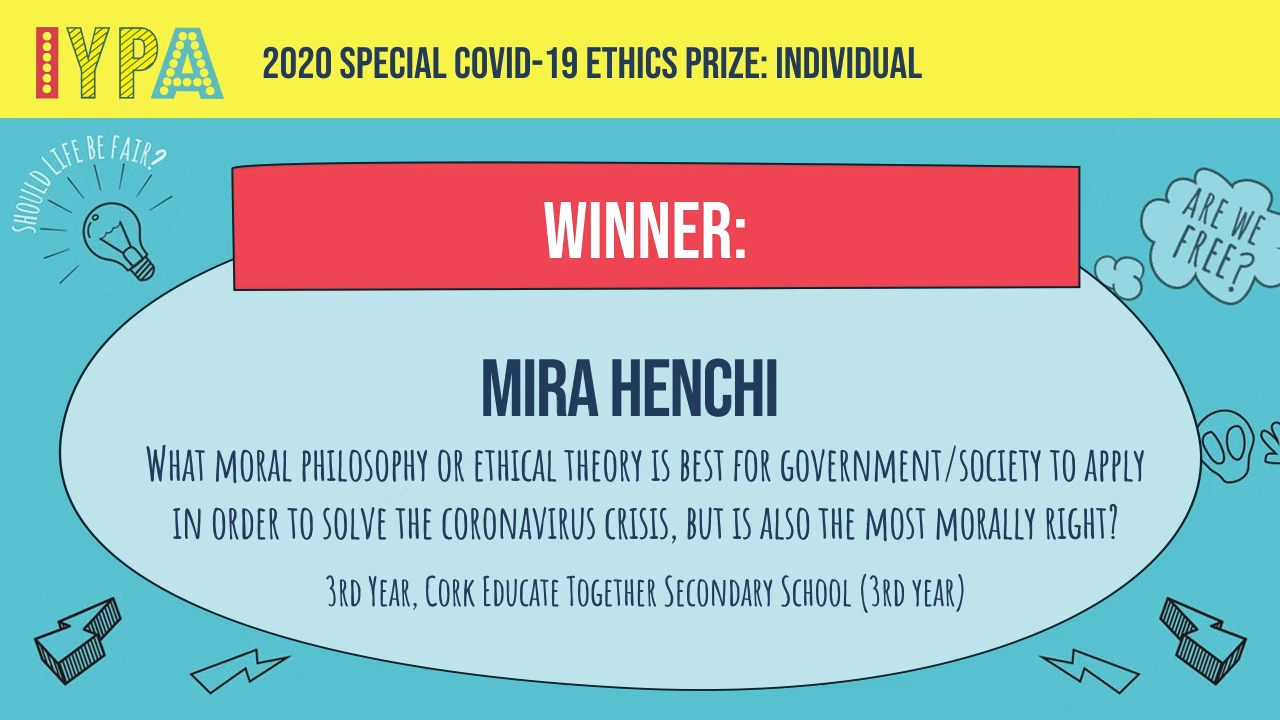 IYPA
2020 SPECIAL COVID-19 ETHICS PRIZE: INDIVIDUAL
SHOULD LIFE BE FAIR?
ARE WE
FREE?
WINNER:
MIRA HENCHI
WHAT MORAL PHILOSOPHY OR ETHICAL THEORY IS BEST FOR GOVERNMENT/SOCIETY TO APPLY
IN ORDER TO SOLVE THE CORONAVIRUS CRISIS, BUT IS ALSO THE MOST MORALLY RIGHT?
3RD YEAR, CORK EDUCATE TOGETHER SECONDARY SCHOOL (3RD YEAR)